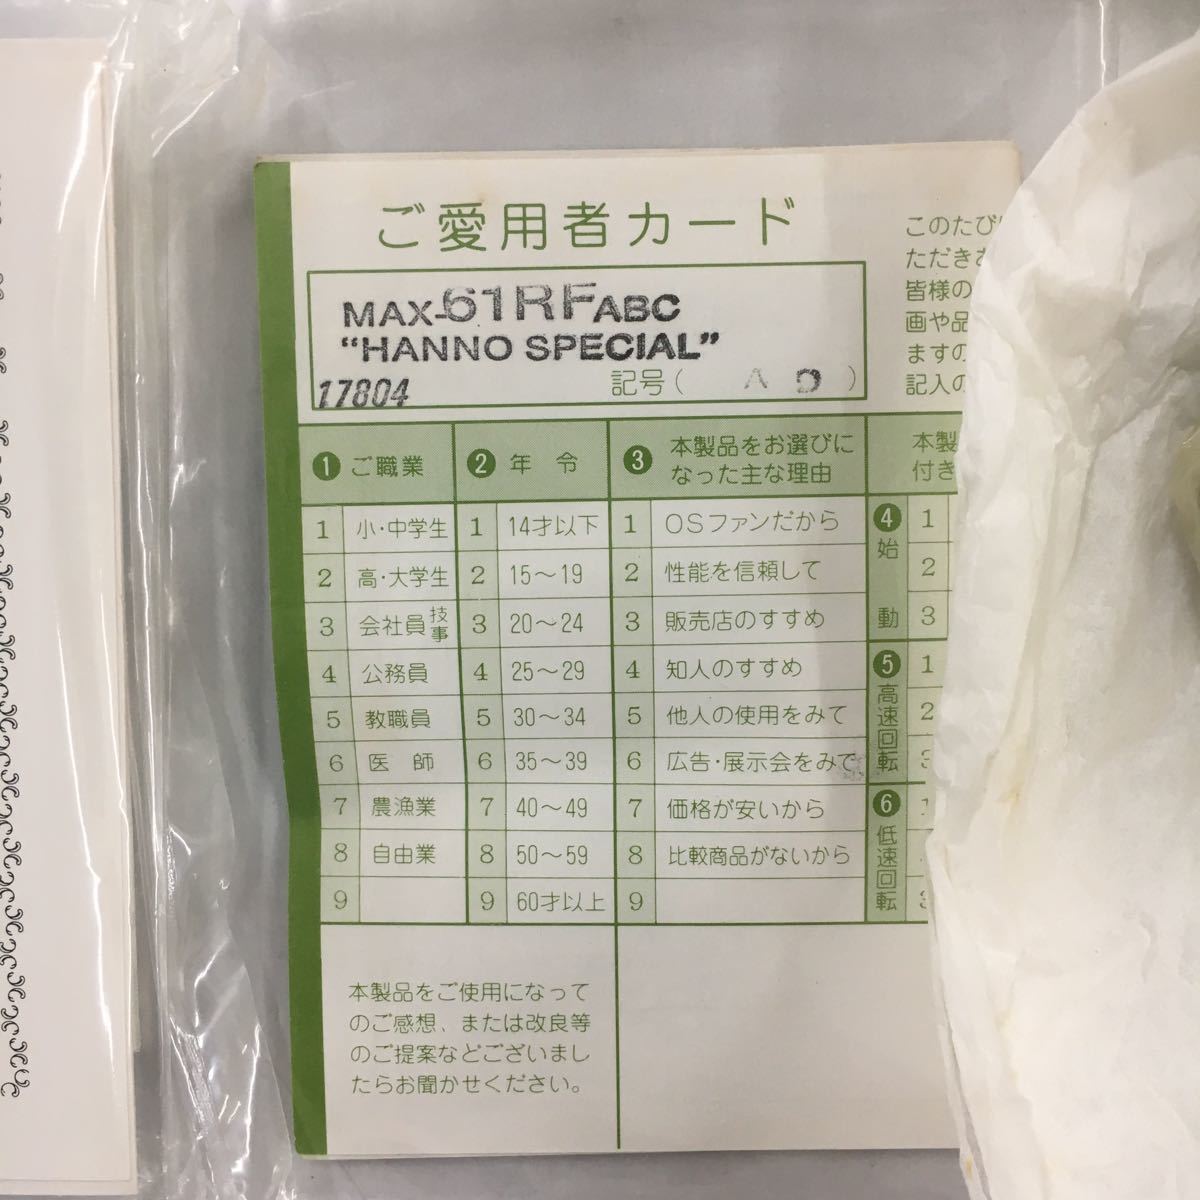 ご愛用者カード
MAX-61RFABC
"HANNO SPECIAL"
17804
記号( A )
このたび
ただき
皆様の
画や品
ますの
記入の
1 ご職業
1 小・中学生
2 高・大学生
3 会社員 技 事
4 公務員
5 教職員
6 医師
7 農漁業
8 自由業
9
2 年令
1 14才以下
2 15〜19
3 20〜24
4 25〜29
5 30〜34
6 35〜39
7 40〜49
8 50〜59
9 60才以上
3 本製品をお選びに
なった主な理由
1 OSファンだから
2 性能を信頼して
3 販売店のすすめ
4 知人のすすめ
5 他人の使用をみて
6 広告・展示会をみて
7 価格が安いから
8 比較商品がないから
9
本製
付き
4 始動
1
2
3
5 高速回転
1
2
3
6 低速回転
1
3
本製品をご使用になって
のご感想、または改良等
のご提案などございまし
たらお聞かせください。